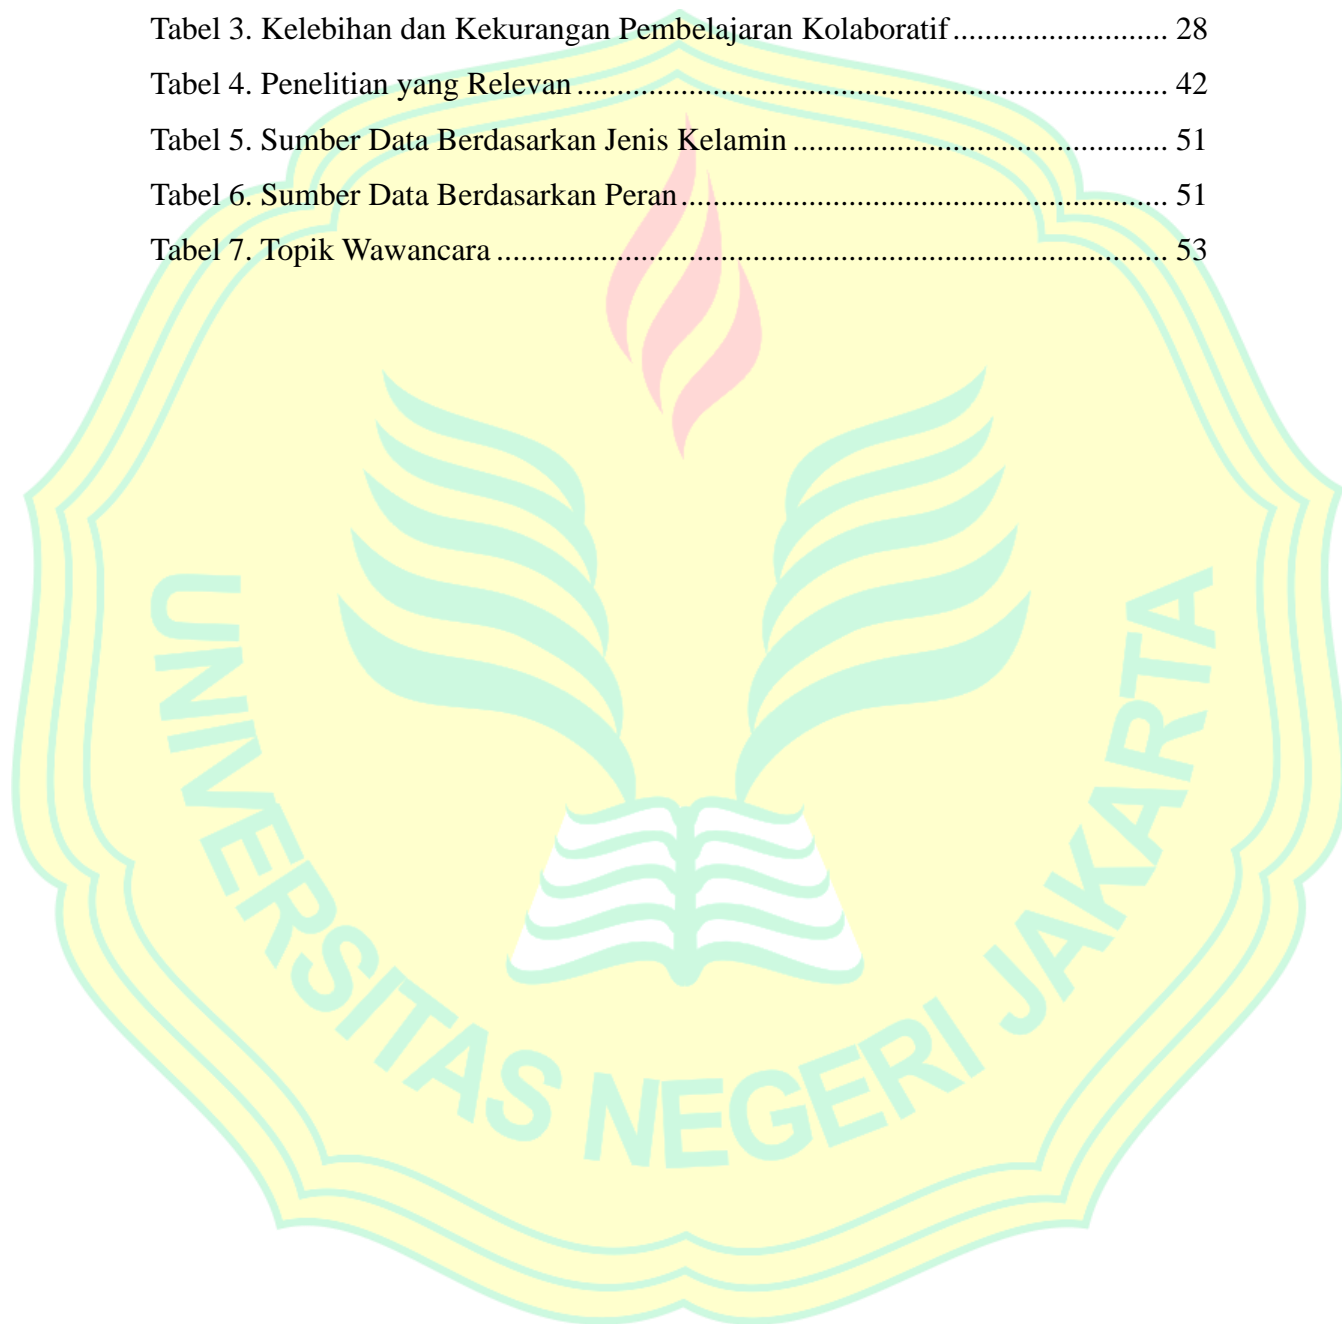 Tabel 3. Kelebihan dan Kekurangan Pembelajaran Kolaboratif ........................... 28
Tabel 4. Penelitian yang Relevan .......................................................................... 42
Tabel 5. Sumber Data Berdasarkan Jenis Kelamin ............................................... 51
Tabel 6. Sumber Data Berdasarkan Peran ............................................................. 51
Tabel 7. Topik Wawancara .................................................................................... 53
UNIVERSITAS NEGERI JAKARTA